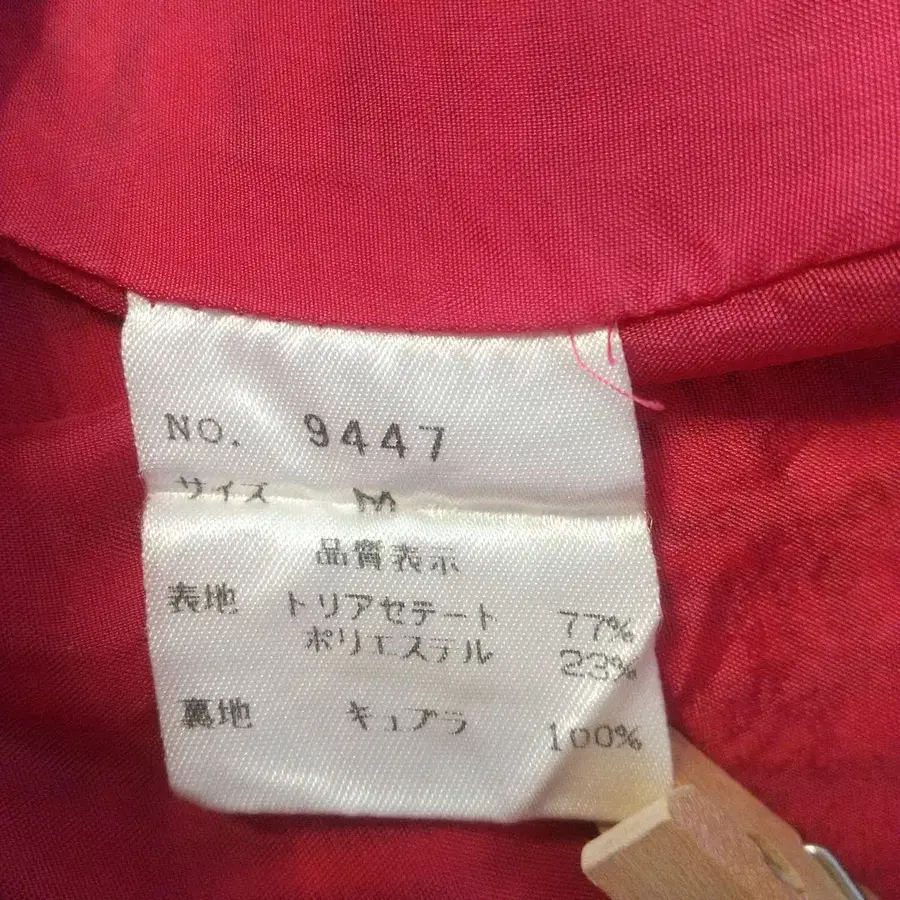 NO. 9447
サイズ M
品質表示
表地 トリアセテート 77%
ポリエステル 23%
裏地 キュプラ 100%